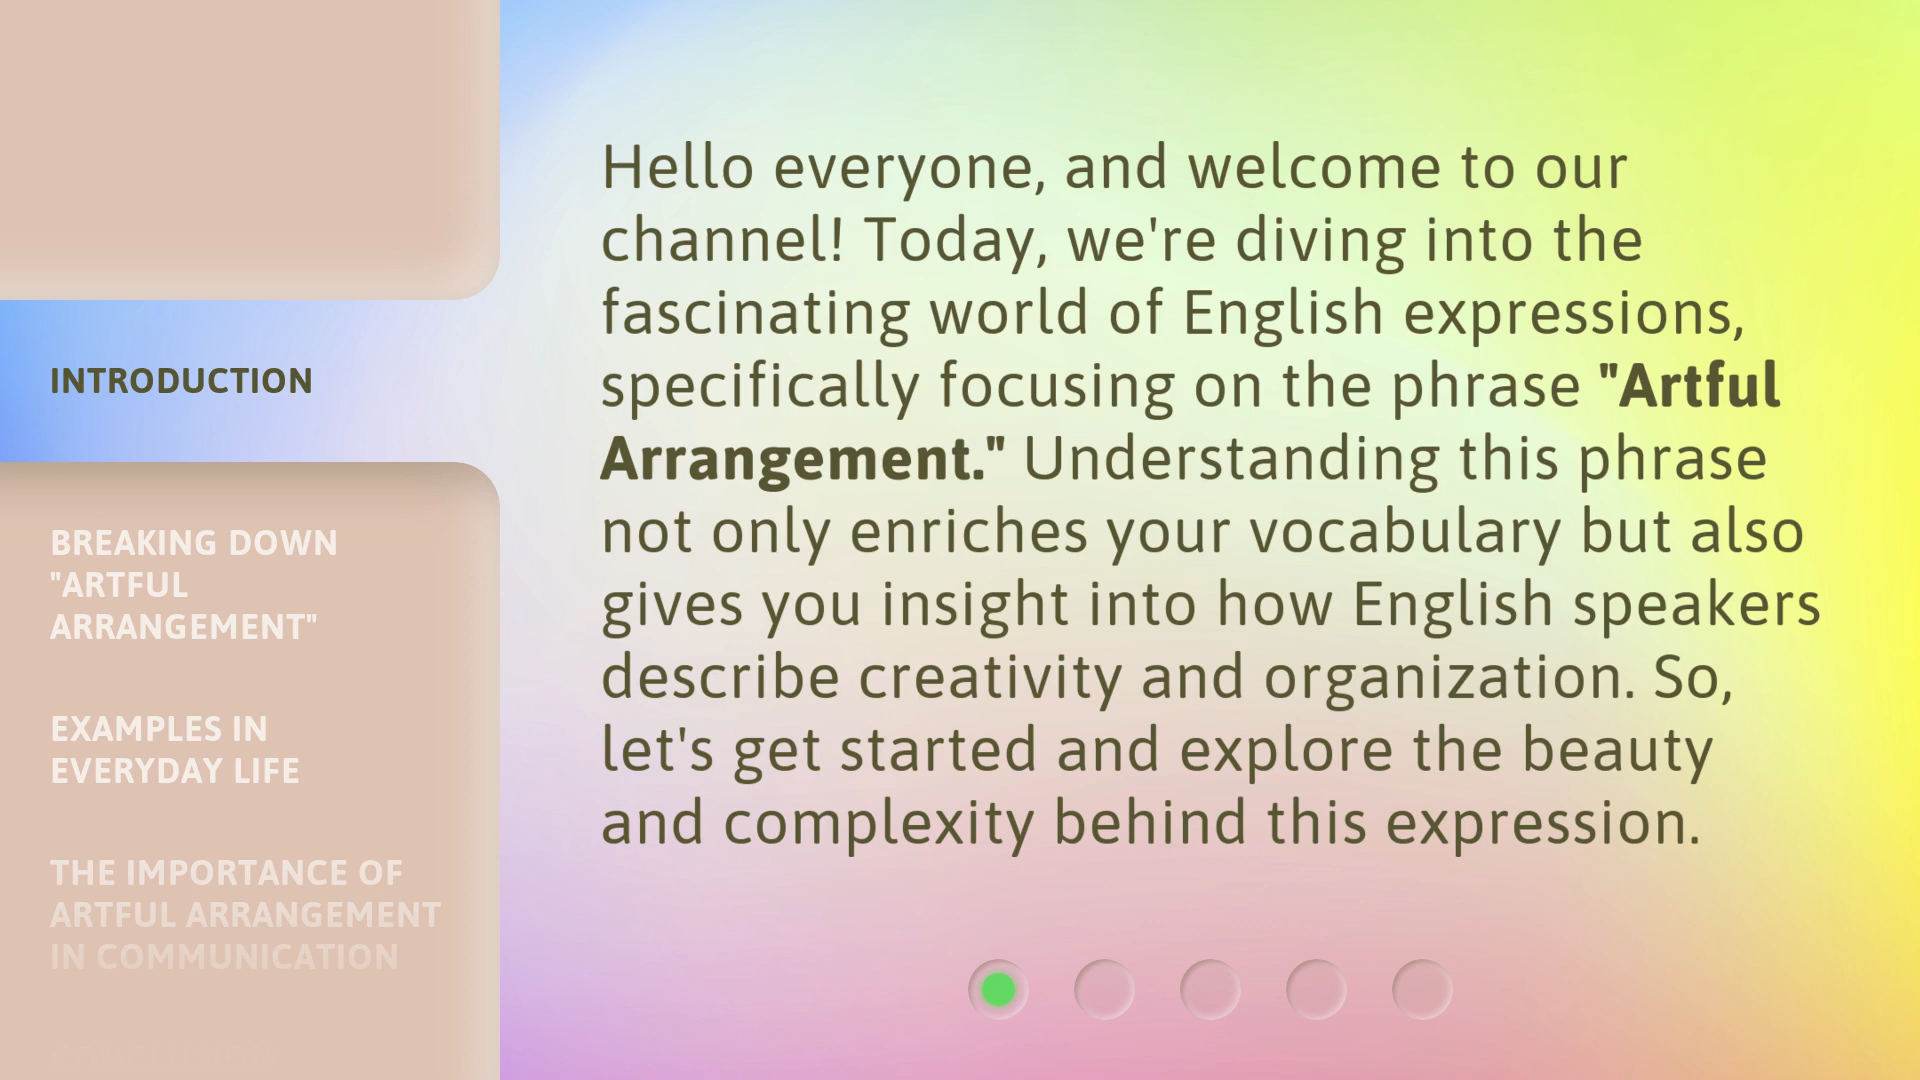 INTRODUCTION
BREAKING DOWN
"ARTFUL
ARRANGEMENT"
EXAMPLES IN
EVERYDAY LIFE
THE IMPORTANCE OF
ARTFUL ARRANGEMENT
IN COMMUNICATION
Hello everyone, and welcome to our
channel! Today, we're diving into the
fascinating world of English expressions,
specifically focusing on the phrase "Artful
Arrangement." Understanding this phrase
not only enriches your vocabulary but also
gives you insight into how English speakers
describe creativity and organization. So,
let's get started and explore the beauty
and complexity behind this expression.